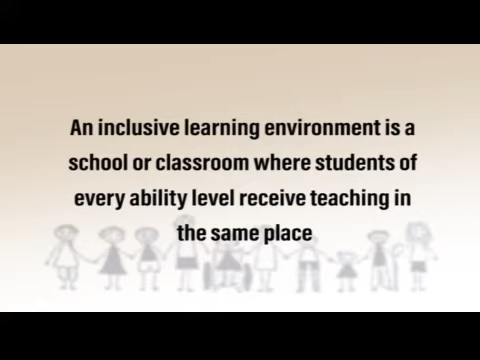 An inclusive learning environment is a
school or classroom where students of
every ability level receive teaching in
the same place